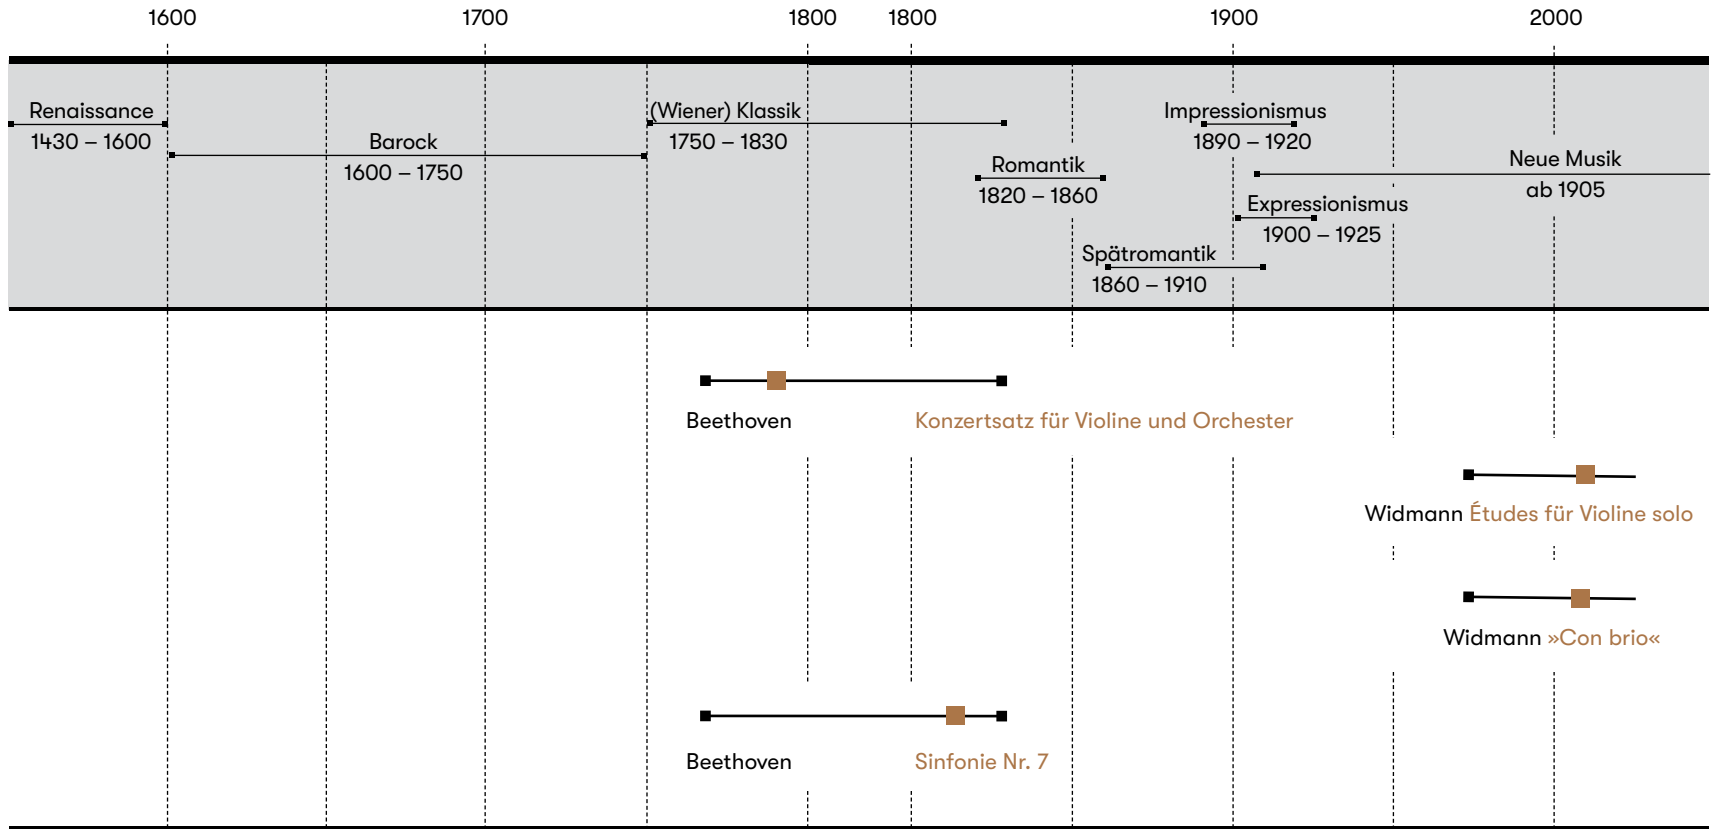 1600 1700 1800 1800 1900 2000
Renaissance
1430 – 1600
Barock
1600 – 1750
(Wiener) Klassik
1750 – 1830
Romantik
1820 – 1860
Spätromantik
1860 – 1910
Impressionismus
1890 – 1920
Expressionismus
1900 – 1925
Neue Musik
ab 1905
Beethoven Konzertsatz für Violine und Orchester
Widmann Études für Violine solo
Widmann »Con brio«
Beethoven Sinfonie Nr. 7